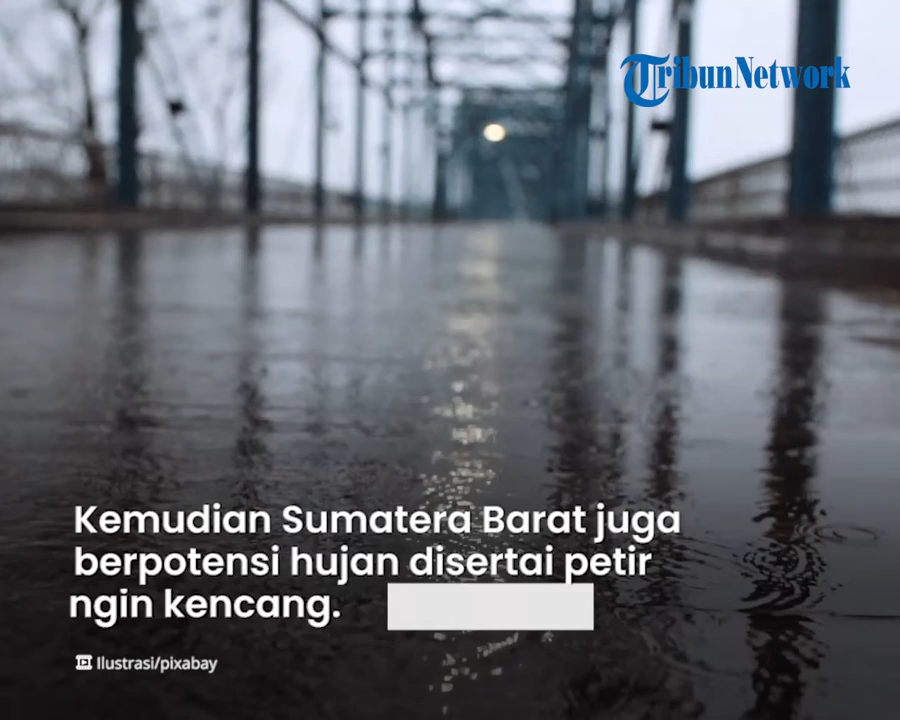 TribunNetwork
Kemudian Sumatera Barat juga
berpotensi hujan disertai petir
ngin kencang.
Ilustrasi/pixabay